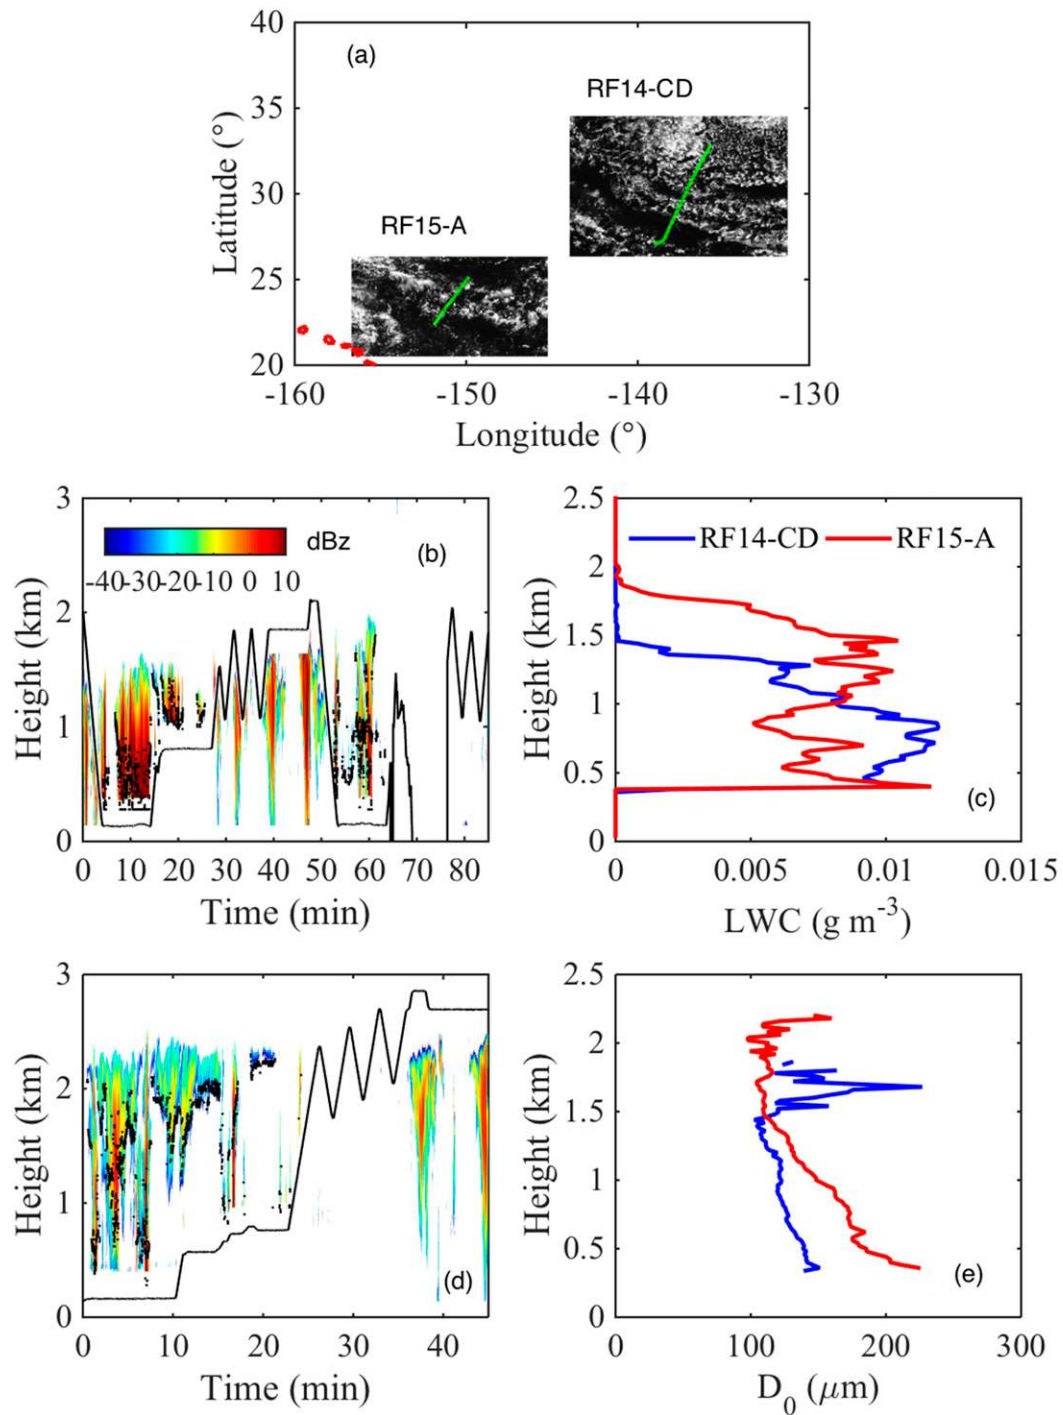 40
(a)
RF14-CD
35
30
RF15-A
25
20
Latitude (°)
-160 -150 -140 -130
Longitude (°)
3
dBz
(b)
-40 -30 -20 -10 0 10
2
1
0
Height (km)
0 10 20 30 40 50 60 70 80
Time (min)
2.5
RF14-CD RF15-A
2
1.5
1
0.5
(c)
0
Height (km)
0 0.005 0.01 0.015
LWC (g m-3)
3
2
1
(d)
0
Height (km)
0 10 20 30 40
Time (min)
2.5
2
1.5
1
0.5
(e)
0
Height (km)
0 100 200 300
D0 (μm)